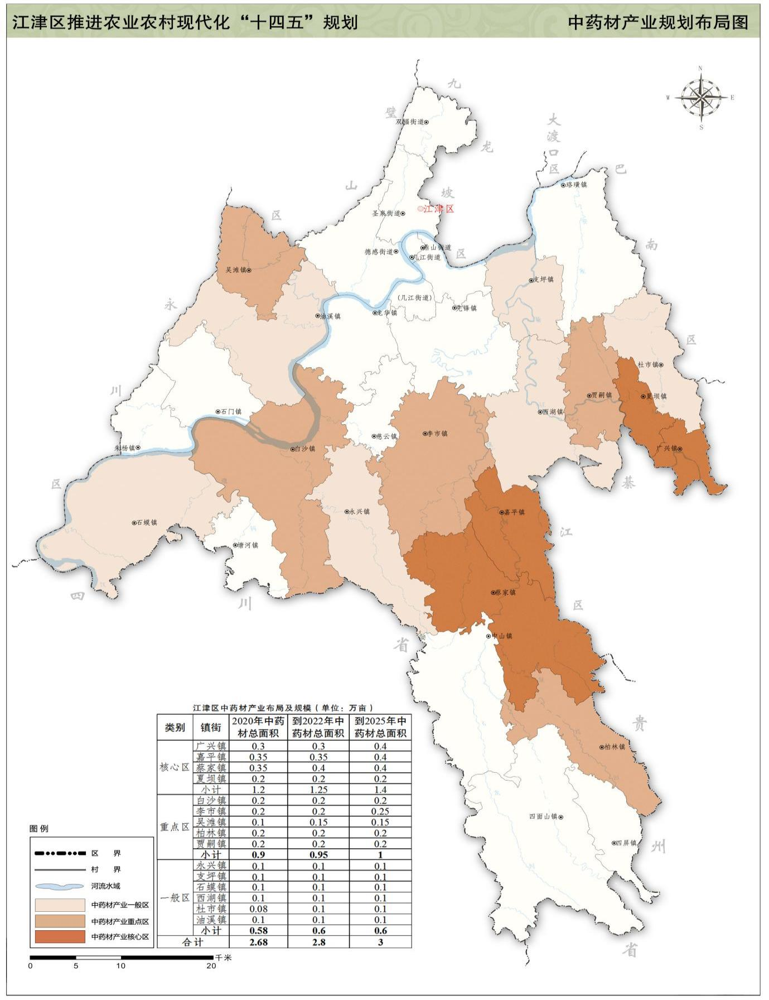 江津区推进农业农村现代化“十四五”规划
中药材产业规划布局图
N
W
E
S
九
龙
坡
区
璧
山
区
大
渡
口
区
巴
南
区
永
川
区
綦
江
区
四
川
省
贵
州
省
双福街道
珞璜镇
圣泉街道
江津区
鼎山街道
德感街道
几江街道
吴滩镇
支坪镇
(几江街道)
先锋镇
油溪镇
龙华镇
杜市镇
贾嗣镇
夏坝镇
石门镇
西湖镇
慈云镇
李市镇
朱杨镇
白沙镇
广兴镇
永兴镇
嘉平镇
石蟆镇
塘河镇
蔡家镇
中山镇
柏林镇
四面山镇
四屏镇
江津区中药材产业布局及规模（单位：万亩）
类别 镇街 2020年中药材总面积 到2022年中药材总面积 到2025年中药材总面积
核心区
广兴镇 0.3 0.3 0.4
嘉平镇 0.35 0.35 0.4
蔡家镇 0.35 0.4 0.4
夏坝镇 0.2 0.2 0.2
小计 1.2 1.25 1.4
重点区
白沙镇 0.2 0.2 0.2
李市镇 0.2 0.2 0.25
吴滩镇 0.1 0.15 0.15
柏林镇 0.2 0.2 0.2
贾嗣镇 0.2 0.2 0.2
小计 0.9 0.95 1
一般区
永兴镇 0.1 0.1 0.1
支坪镇 0.1 0.1 0.1
石蟆镇 0.1 0.1 0.1
西湖镇 0.1 0.1 0.1
杜市镇 0.08 0.1 0.1
油溪镇 0.1 0.1 0.1
小计 0.58 0.6 0.6
合计 2.68 2.8 3
图例
区 界
村 界
河流水域
中药材产业一般区
中药材产业重点区
中药材产业核心区
0 5 10 20 千米